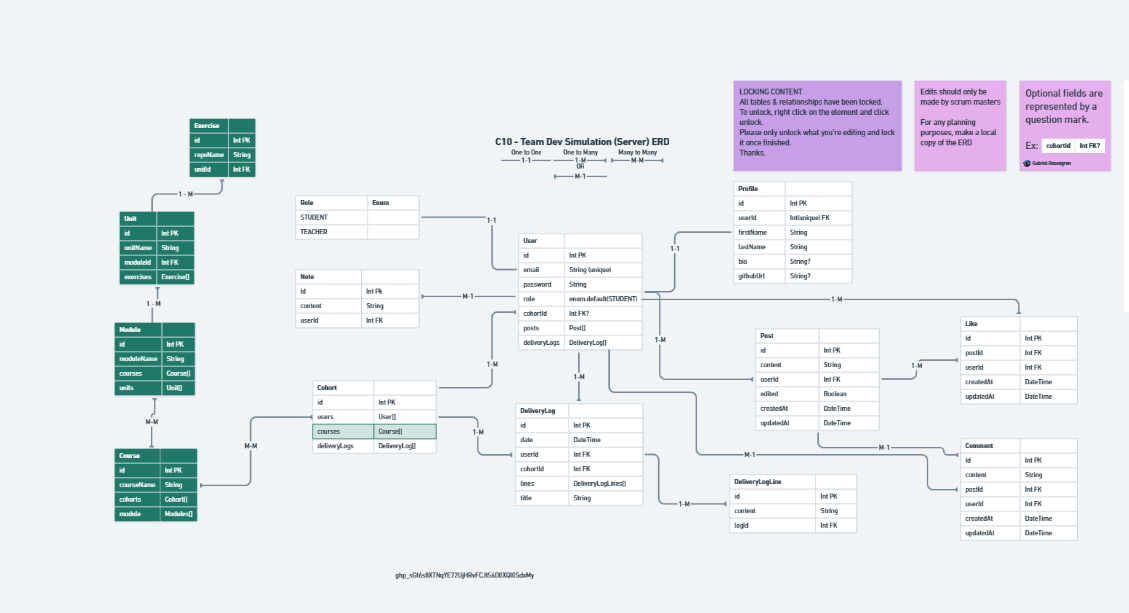 LOCKING CONTENT
All tables & relationships have been locked.
To unlock, right click on the element and click
unlock.
Please only unlock what you're editing and lock
it once finished.
Thanks.
Edits should only be
made by scrum masters
For any planning
purposes, make a local
copy of the ERD
Optional fields are
represented by a
question mark.
Ex: cohortId Int FK?
Gabriel Rosengren
C10 - Team Dev Simulation (Server) ERD
One to One One to Many Many to Many
1-1 1-M M-M
OR
M-1
Exercise
id Int PK
repoName String
unitId Int FK
1 - M
Unit
id Int PK
unitName String
moduleId Int FK
exercises Exercise[]
1 - M
Module
id Int PK
moduleName String
courses Course[]
units Unit[]
M-M
Course
id Int PK
courseName String
cohorts Cohort[]
module Modules[]
M-M
Role Enum
STUDENT
TEACHER
1-1
Note
Id Int Pk
content String
userId Int FK
M-1
Cohort
id Int PK
users User[]
courses Course[]
deliveryLogs DeliveryLog[]
1-M
1-M
User
id Int PK
email String (unique)
password String
role enum.default(STUDENT)
cohortId Int FK?
posts Post[]
deliveryLogs DeliveryLog[]
1-M
DeliveryLog
id Int PK
date DateTime
userId Int FK
cohortId Int FK
lines DeliveryLogLines[]
title String
1-M
Profile
id Int PK
userId Int(unique) FK
firstName String
lastName String
bio String?
githubUrl String?
1-1
1-M
1-M
Post
id Int PK
content String
userId Int FK
edited Boolean
createdAt DateTime
updatedAt DateTime
1-M
M-1
M-1
DeliveryLogLine
id Int PK
content String
logId Int FK
Like
Id Int PK
postId Int FK
userId Int FK
createdAt DateTime
updatedAt DateTime
Comment
Id Int PK
content String
postId Int FK
userId Int FK
createdAt DateTime
updatedAt DateTime